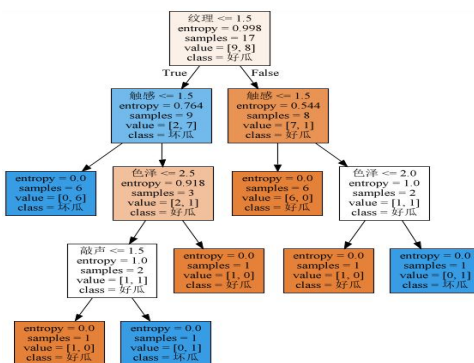 纹理 <= 1.5
entropy = 0.998
samples = 17
value = [9, 8]
class = 好瓜
True
False
触感 <= 1.5
entropy = 0.764
samples = 9
value = [2, 7]
class = 坏瓜
触感 <= 1.5
entropy = 0.544
samples = 8
value = [7, 1]
class = 好瓜
entropy = 0.0
samples = 6
value = [0, 6]
class = 坏瓜
色泽 <= 2.5
entropy = 0.918
samples = 3
value = [2, 1]
class = 好瓜
entropy = 0.0
samples = 6
value = [6, 0]
class = 好瓜
色泽 <= 2.0
entropy = 1.0
samples = 2
value = [1, 1]
class = 好瓜
敲声 <= 1.5
entropy = 1.0
samples = 2
value = [1, 1]
class = 好瓜
entropy = 0.0
samples = 1
value = [1, 0]
class = 好瓜
entropy = 0.0
samples = 1
value = [1, 0]
class = 好瓜
entropy = 0.0
samples = 1
value = [0, 1]
class = 坏瓜
entropy = 0.0
samples = 1
value = [1, 0]
class = 好瓜
entropy = 0.0
samples = 1
value = [0, 1]
class = 坏瓜